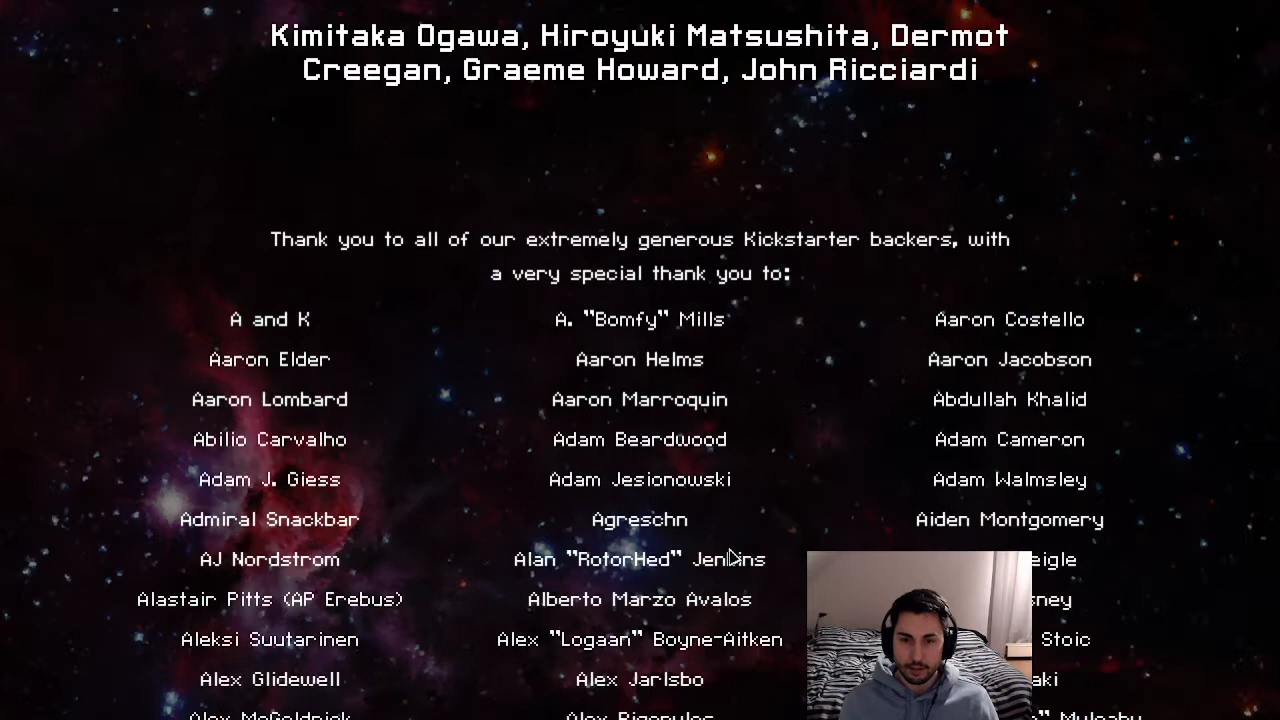 Kimitaka Ogawa, Hiroyuki Matsushita, Dermot
Creegan, Graeme Howard, John Ricciardi
Thank you to all of our extremely generous Kickstarter backers, with
a very special thank you to:
A and K A. "Bomfy" Mills Aaron Costello
Aaron Elder Aaron Helms Aaron Jacobson
Aaron Lombard Aaron Marroquin Abdullah Khalid
Abilio Carvalho Adam Beardwood Adam Cameron
Adam J. Giess Adam Jesionowski Adam Walmsley
Admiral Snackbar Agreschn Aiden Montgomery
AJ Nordstrom Alan "RotorHed" Jenkins
Alastair Pitts (AP Erebus) Alberto Marzo Avalos
Aleksi Suutarinen Alex "Logaan" Boyne-Aitken Stoic
Alex Glidewell Alex Jarlsbo
Alex McGoldrick Alex Rigopulos